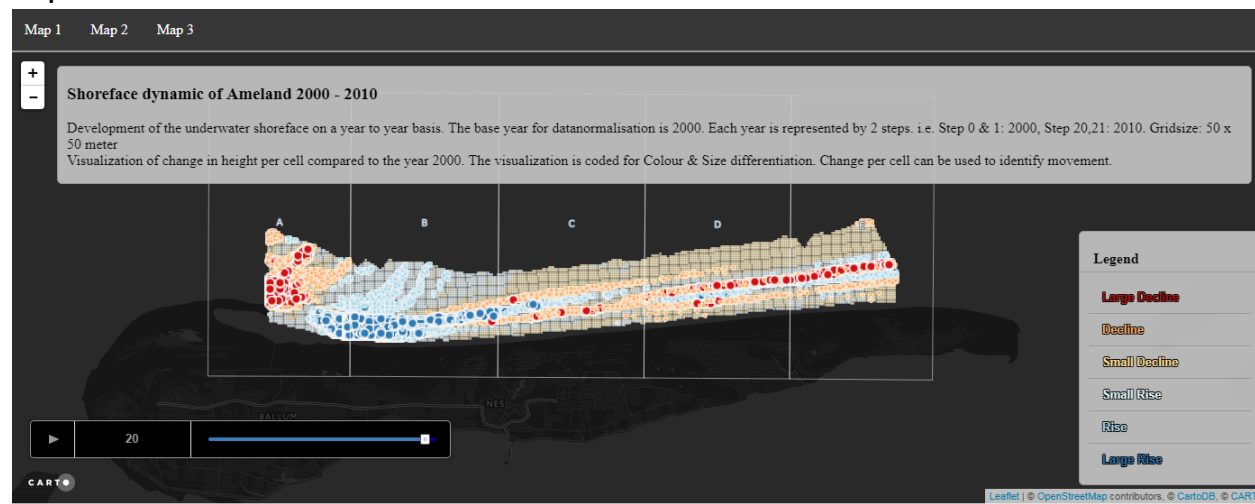 Map 1 Map 2 Map 3
+
−
Shoreface dynamic of Ameland 2000 - 2010
Development of the underwater shoreface on a year to year basis. The base year for datanormalisation is 2000. Each year is represented by 2 steps. i.e. Step 0 & 1: 2000, Step 20,21: 2010. Gridsize: 50 x
50 meter
Visualization of change in height per cell compared to the year 2000. The visualization is coded for Colour & Size differentiation. Change per cell can be used to identify movement.
A B C D E
Legend
Large Decline
Decline
Small Decline
Small Rise
Rise
Large Rise
NES
BALLUM
20
CARTO
Leaflet | © OpenStreetMap contributors, © CartoDB, © CART